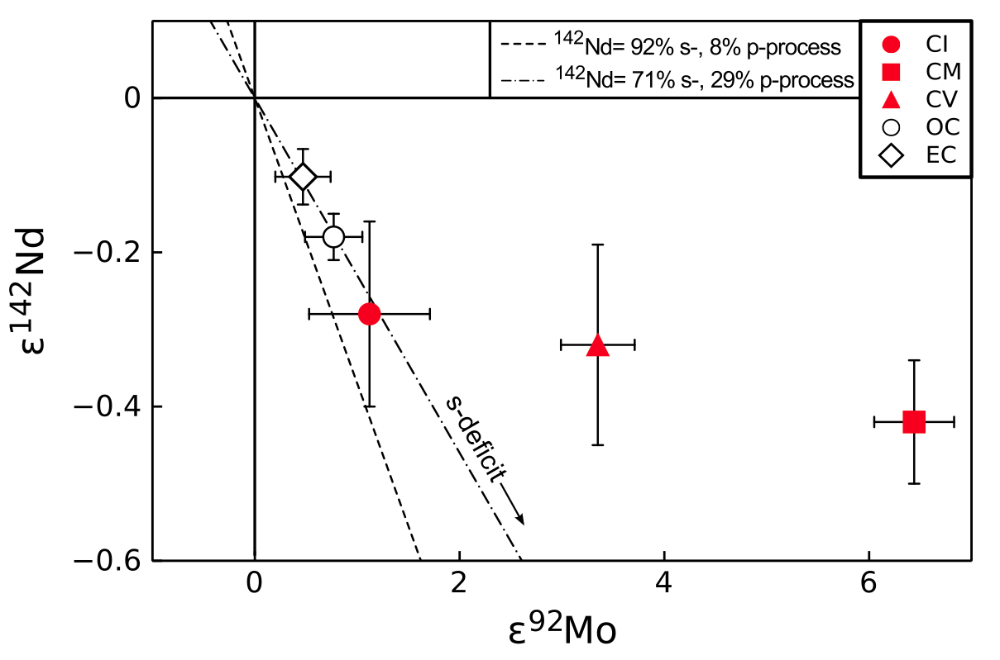 ¹⁴²Nd= 92% s-, 8% p-process
¹⁴²Nd= 71% s-, 29% p-process
CI
CM
CV
OC
EC
0
−0.2
−0.4
−0.6
ε¹⁴²Nd
s-deficit
0
2
4
6
ε⁹²Mo